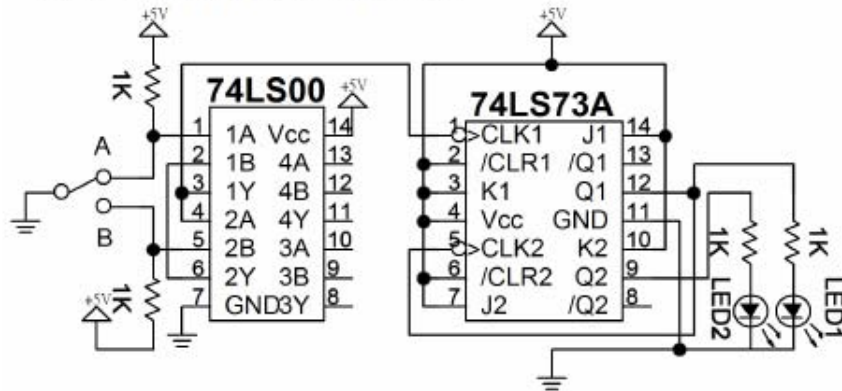 +5V
+5V
1K
74LS00
+5V
74LS73A
1 1A Vcc 14
2 1B 4A 13
3 1Y 4B 12
4 2A 4Y 11
5 2B 3A 10
6 2Y 3B 9
7 GND 3Y 8
A
B
1K
+5V
1 CLK1 J1 14
2 /CLR1 /Q1 13
3 K1 Q1 12
4 Vcc GND 11
5 CLK2 K2 10
6 /CLR2 Q2 9
7 J2 /Q2 8
1K
1K
LED2
LED1